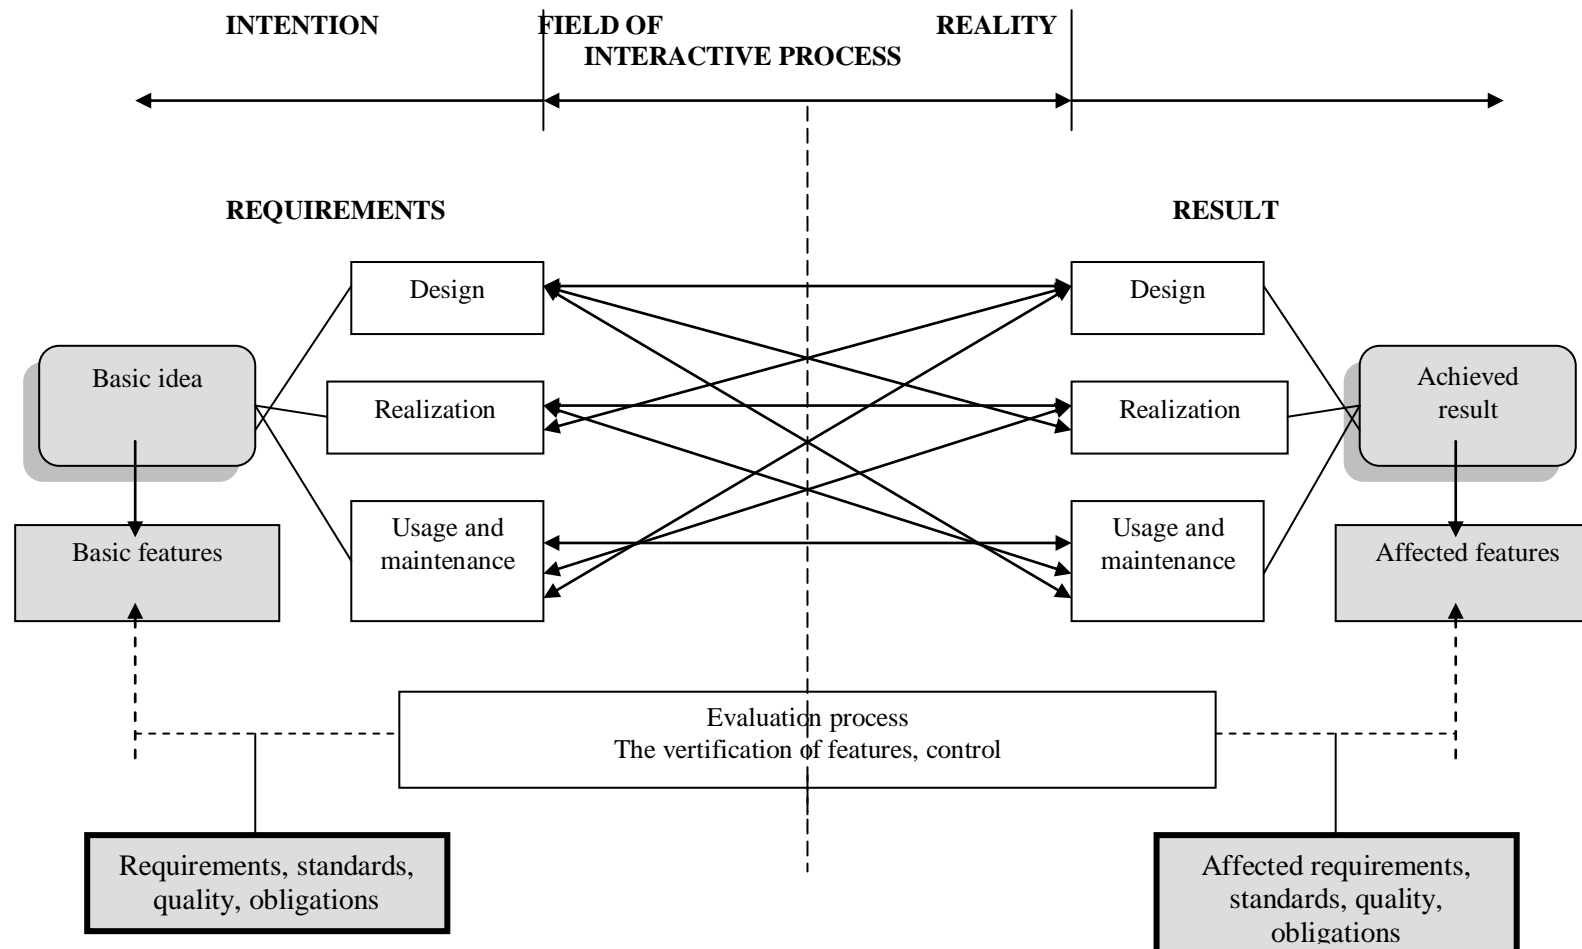 INTENTION FIELD OF REALITY
INTERACTIVE PROCESS
REQUIREMENTS RESULT
Design Design
Basic idea
Achieved
result
Realization Realization
Usage and
maintenance
Usage and
maintenance
Basic features Affected features
Evaluation process
The vertification of features, control
Requirements, standards,
quality, obligations
Affected requirements,
standards, quality,
obligations